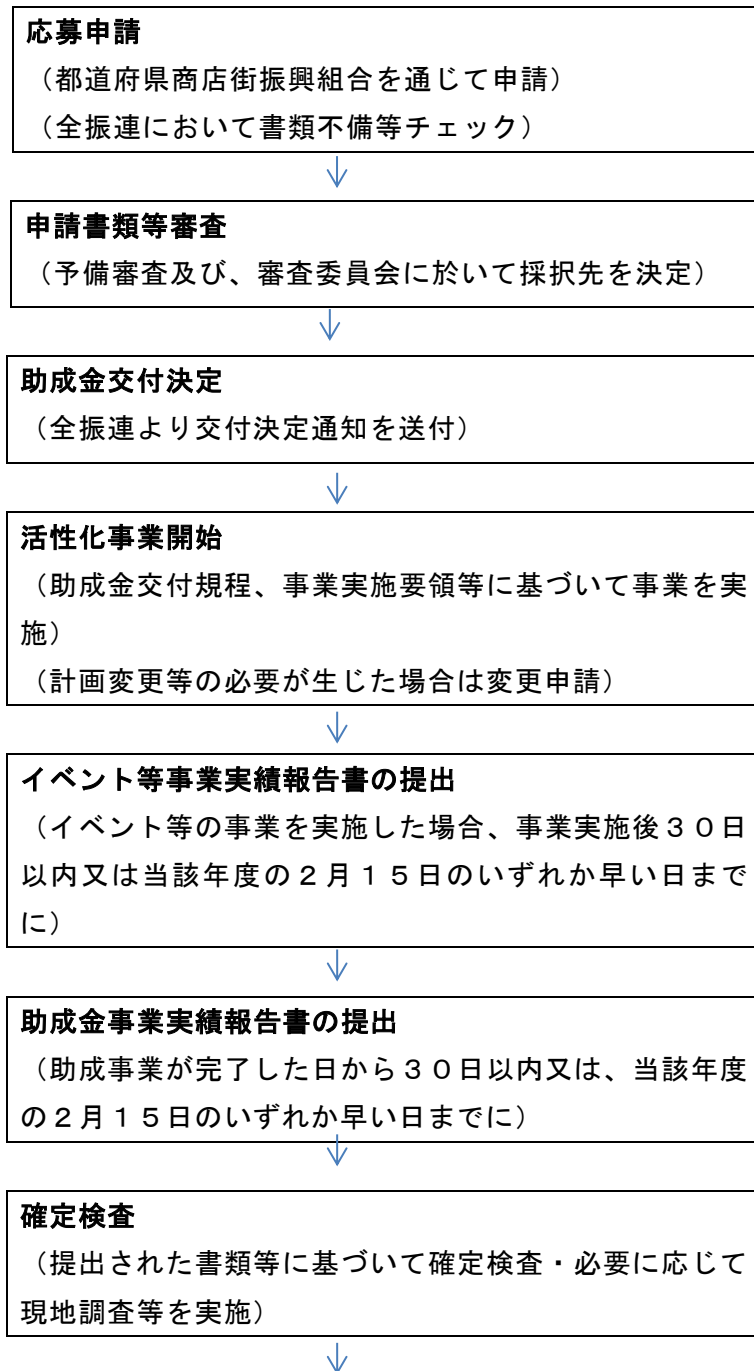 応募申請
（都道府県商店街振興組合を通じて申請）
（全振連において書類不備等チェック）
申請書類等審査
（予備審査及び、審査委員会に於いて採択先を決定）
助成金交付決定
（全振連より交付決定通知を送付）
活性化事業開始
（助成金交付規程、事業実施要領等に基づいて事業を実
施）
（計画変更等の必要が生じた場合は変更申請）
イベント等事業実績報告書の提出
（イベント等の事業を実施した場合、事業実施後３０日
以内又は当該年度の２月１５日のいずれか早い日まで
に）
助成金事業実績報告書の提出
（助成事業が完了した日から３０日以内又は、当該年度
の２月１５日のいずれか早い日までに）
確定検査
（提出された書類等に基づいて確定検査・必要に応じて
現地調査等を実施）